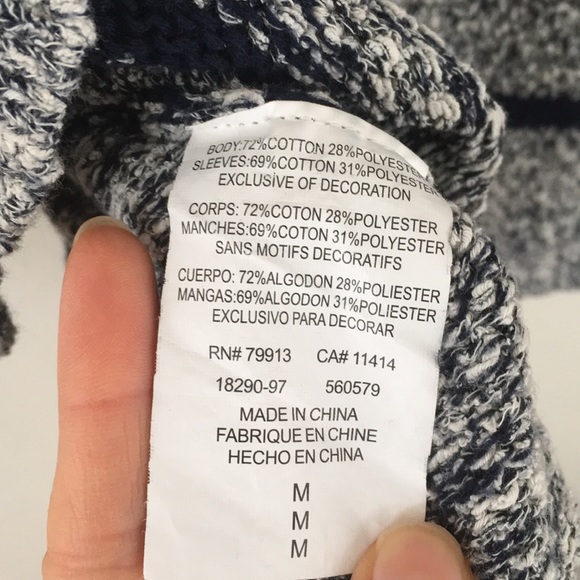 BODY:72%COTTON 28%POLYESTER
SLEEVES:69%COTTON 31%POLYESTER
EXCLUSIVE OF DECORATION
CORPS: 72%COTON 28%POLYESTER
MANCHES:69%COTON 31%POLYESTER
SANS MOTIFS DECORATIFS
CUERPO: 72%ALGODON 28%POLIESTER
MANGAS:69%ALGODON 31%POLIESTER
EXCLUSIVO PARA DECORAR
RN# 79913 CA# 11414
18290-97 560579
MADE IN CHINA
FABRIQUE EN CHINE
HECHO EN CHINA
M
M
M